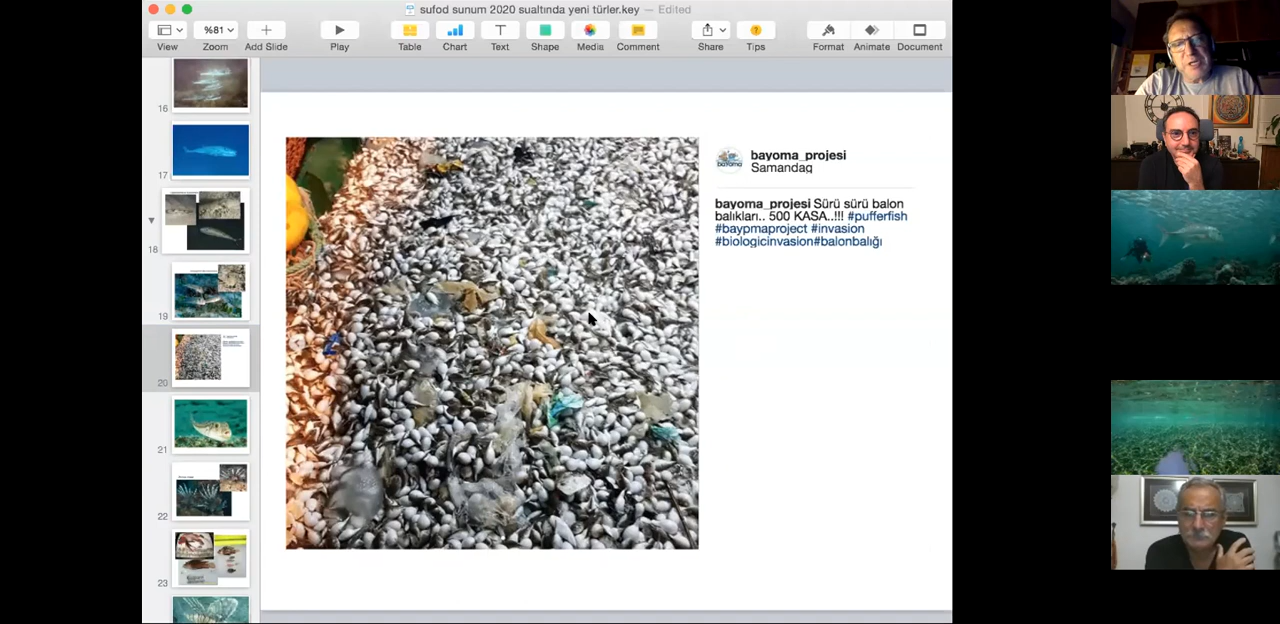 sufod sunum 2020 sualtında yeni türler.key — Edited
%81
View
Zoom
Add Slide
Play
Table
Chart
Text
Shape
Media
Comment
Share
Tips
Format
Animate
Document
16
17
18
19
20
21
22
23
bayoma_projesi
Samandag
bayoma_projesi Sürü sürü balon
balıkları.. 500 KASA..!!! #pufferfish
#baypmaproject #invasion
#biologicinvasion#balonbalığı